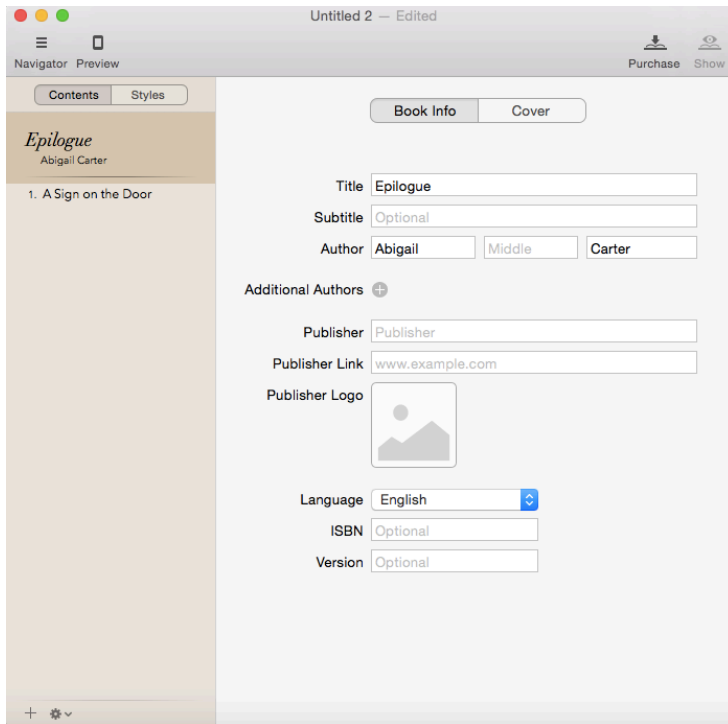 Untitled 2 — Edited
Navigator Preview
Purchase Show
Contents Styles
Epilogue
Abigail Carter
1. A Sign on the Door
Book Info Cover
Title Epilogue
Subtitle Optional
Author Abigail Middle Carter
Additional Authors
Publisher Publisher
Publisher Link www.example.com
Publisher Logo
Language English
ISBN Optional
Version Optional